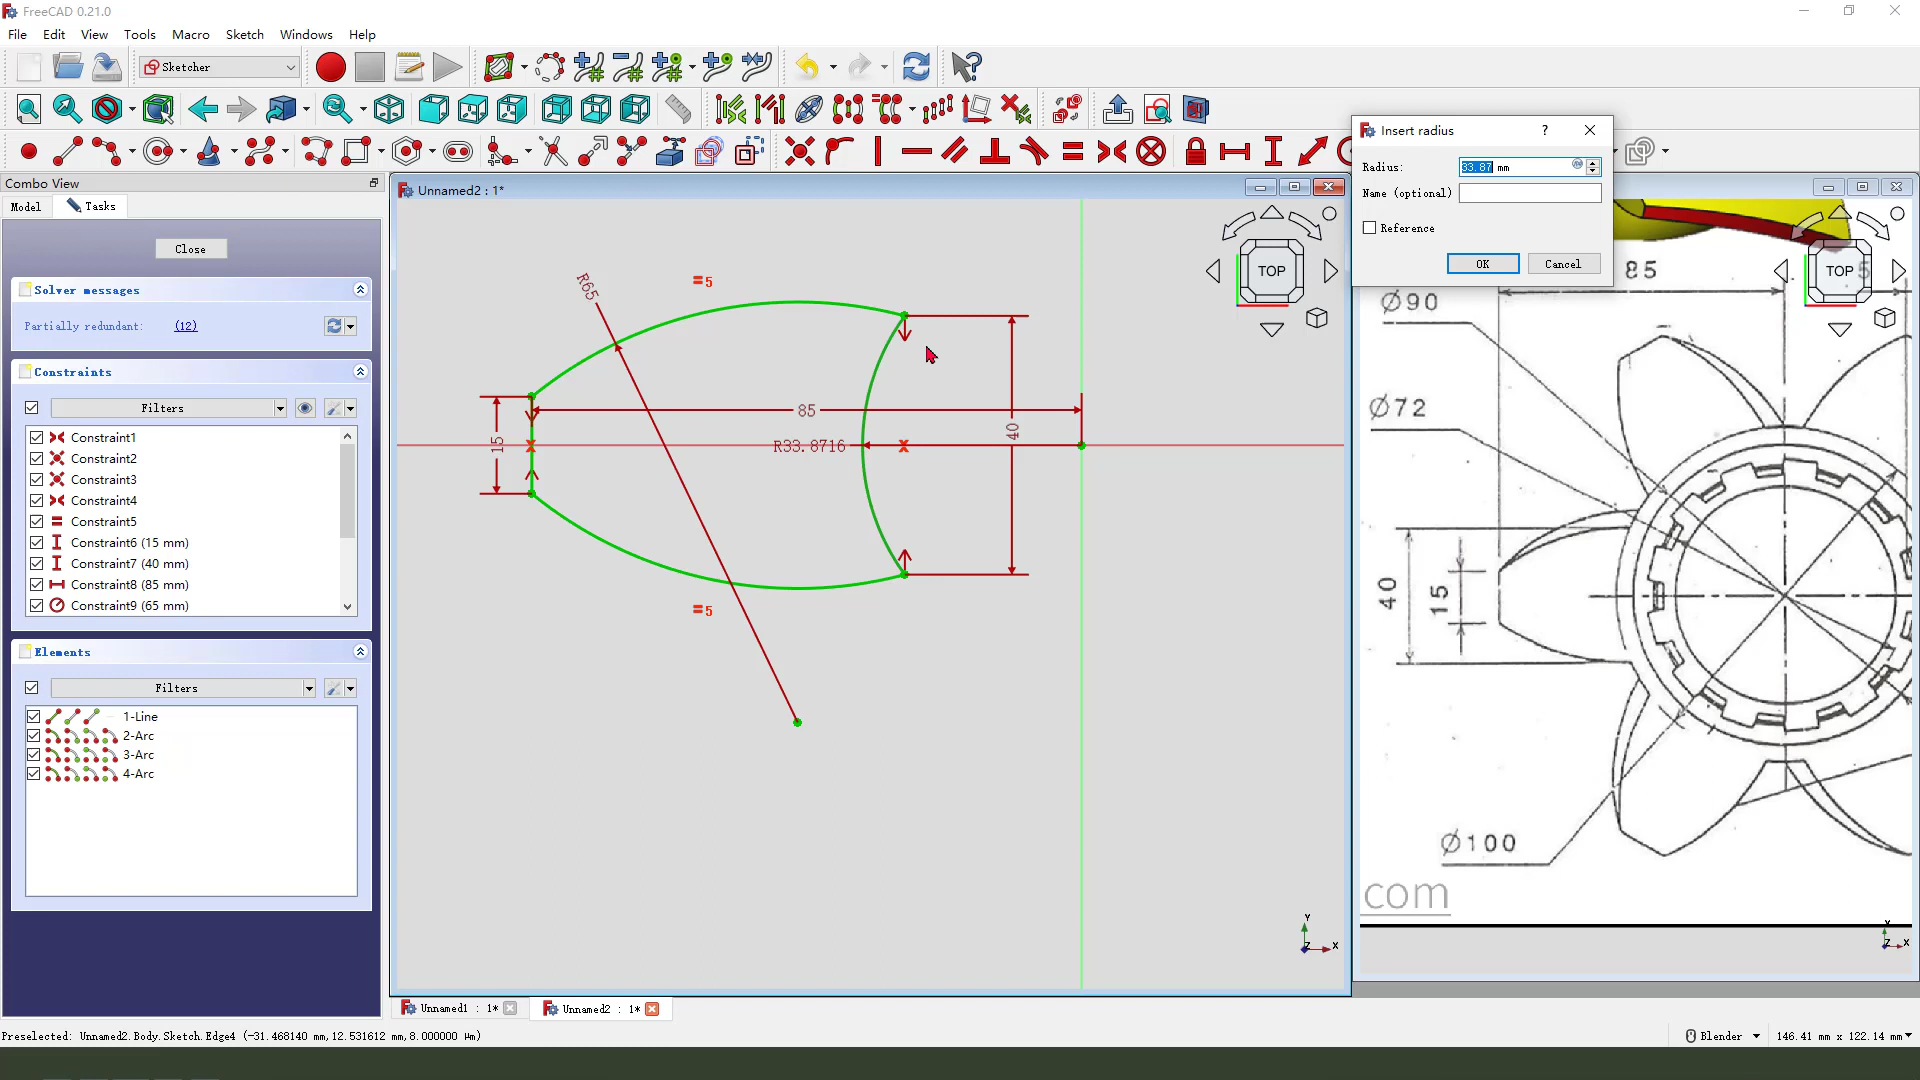 FreeCAD 0.21.0
File Edit View Tools Macro Sketch Windows Help
Sketcher
Combo View
Model Tasks
Close
Solver messages
Partially redundant: (12)
Constraints
Filters
Constraint1
Constraint2
Constraint3
Constraint4
Constraint5
Constraint6 (15 mm)
Constraint7 (40 mm)
Constraint8 (85 mm)
Constraint9 (65 mm)
Elements
Filters
1-Line
2-Arc
3-Arc
4-Arc
Unnamed2 : 1*
R65
=5
85
15
R33.8716
40
=5
TOP
Y
Z X
Insert radius ?
Radius: 33.87 mm
Name (optional)
Reference
OK Cancel
85
5
TOP
Ø90
Ø72
40
15
Ø100
com
Y
Z X
Unnamed1 : 1*
Unnamed2 : 1*
Preselected: Unnamed2.Body.Sketch.Edge4 (-31.468140 mm,12.531612 mm,8.000000 µm)
Blender
146.41 mm x 122.14 mm